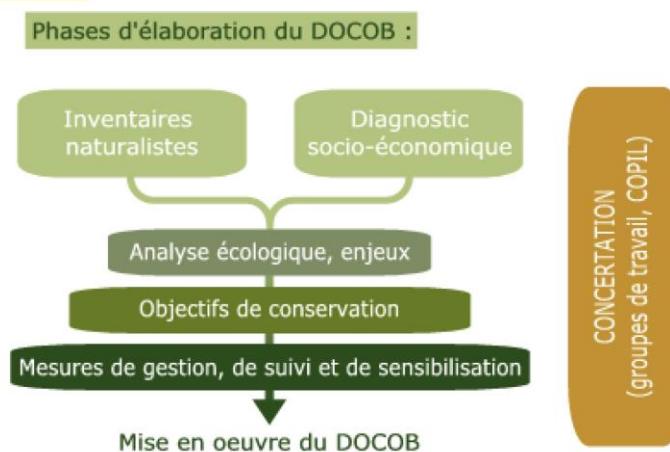 Phases d'élaboration du DOCOB :
Inventaires
naturalistes
Diagnostic
socio-économique
Analyse écologique, enjeux
Objectifs de conservation
Mesures de gestion, de suivi et de sensibilisation
Mise en oeuvre du DOCOB
CONCERTATION
(groupes de travail, COPIL)